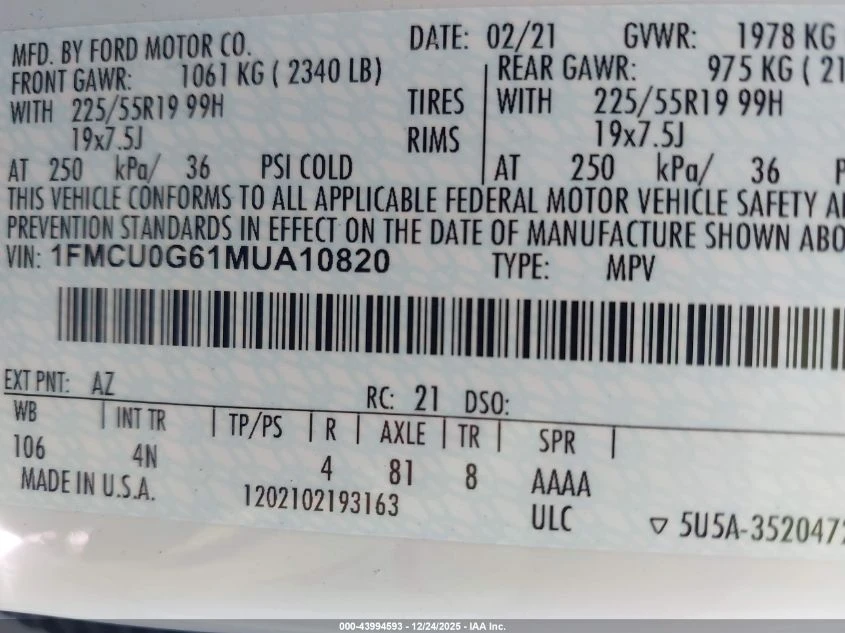 MFD. BY FORD MOTOR CO. DATE: 02/21 GVWR: 1978 KG
FRONT GAWR: 1061 KG ( 2340 LB) REAR GAWR: 975 KG ( 21
WITH 225/55R19 99H TIRES WITH 225/55R19 99H
19x7.5J RIMS 19x7.5J
AT 250 kPa/ 36 PSI COLD AT 250 kPa/ 36 P
THIS VEHICLE CONFORMS TO ALL APPLICABLE FEDERAL MOTOR VEHICLE SAFETY A
PREVENTION STANDARDS IN EFFECT ON THE DATE OF MANUFACTURE SHOWN ABO
VIN: 1FMCU0G61MUA10820 TYPE: MPV
EXT PNT: AZ RC: 21 DSO:
WB | INT TR | TP/PS | R | AXLE | TR | SPR |
106 4N 4 81 8 AAAA
MADE IN U.S.A. 1202102193163 ULC ▽ 5U5A-3520472
000-43994593 - 12/24/2025 - IAA Inc.